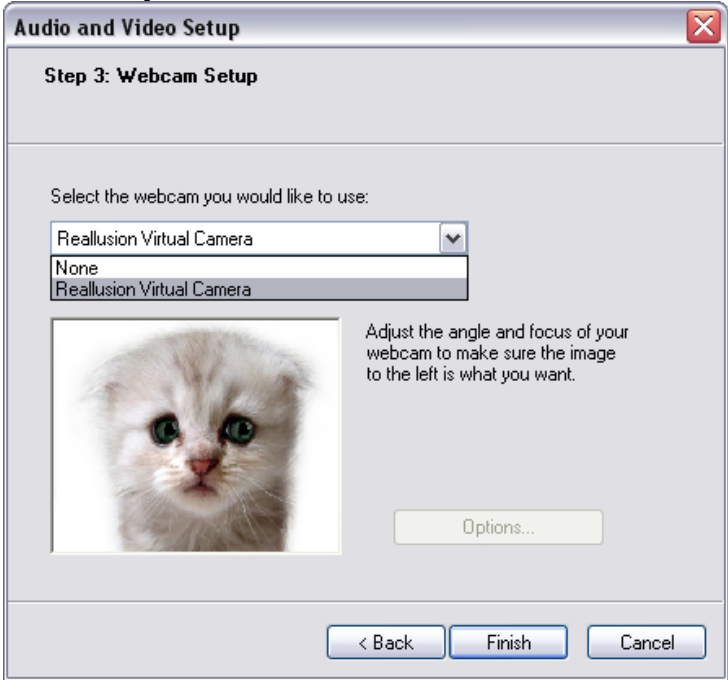 Audio and Video Setup
Step 3: Webcam Setup
Select the webcam you would like to use:
Reallusion Virtual Camera
None
Reallusion Virtual Camera
Adjust the angle and focus of your
webcam to make sure the image
to the left is what you want.
Options...
< Back
Finish
Cancel